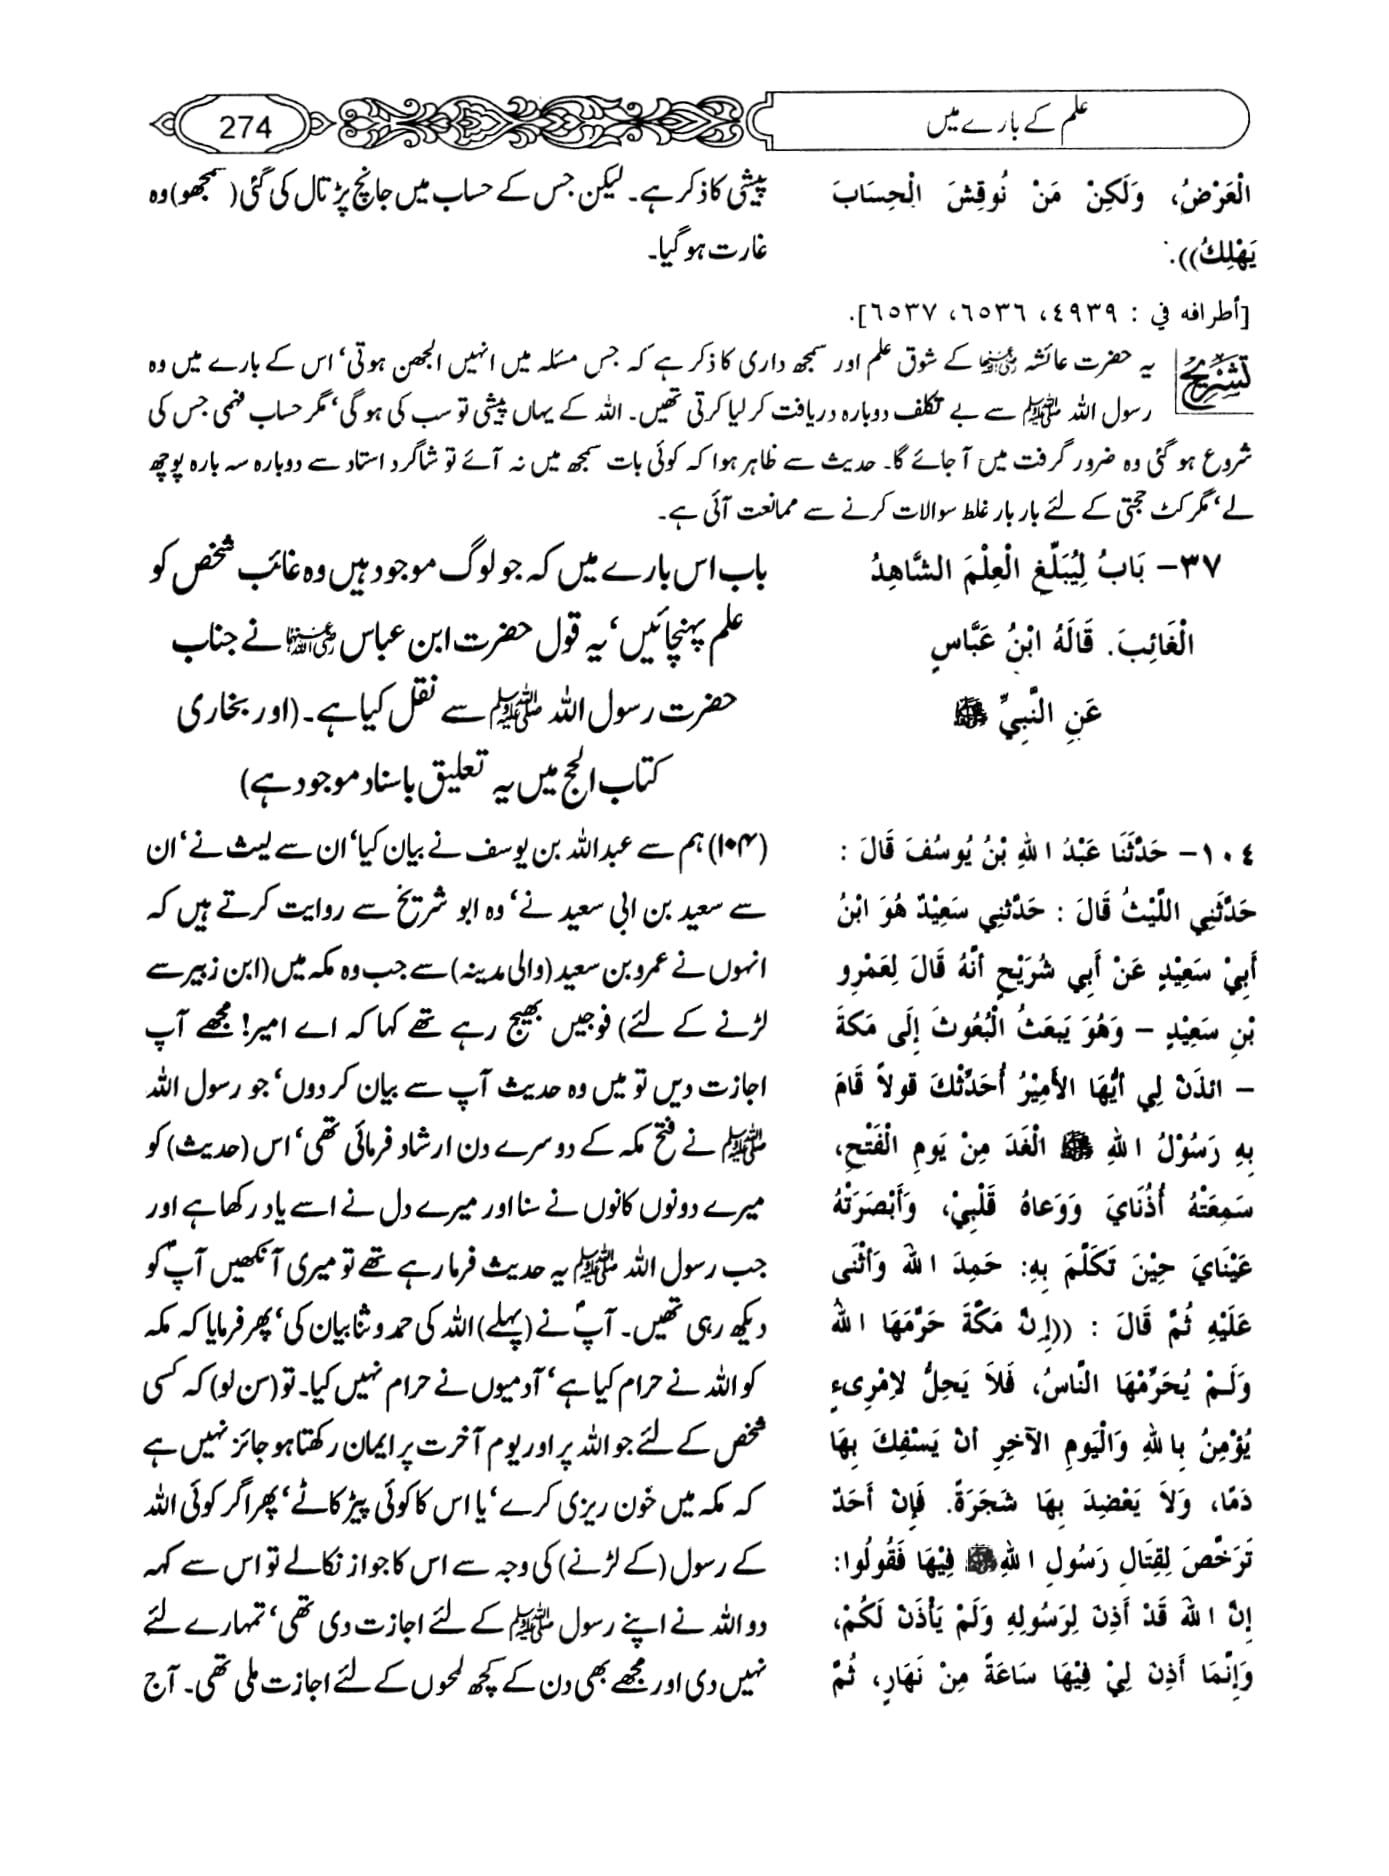 علم کے بارے میں
274
الْعَرْضُ، وَلَكِنْ مَنْ نُوقِشَ الْحِسَابَ
يَهْلِكُ)).
پیشی کا ذکر ہے۔ لیکن جس کے حساب میں جانچ پڑتال کی گئی (سمجھو) وہ
غارت ہو گیا۔
[أطرافه في : ٤٩٣٩، ٦٥٣٦، ٦٥٣٧].
تشریح
یہ حضرت عائشہ رضی اللہ عنہا کے شوق علم اور سمجھ داری کا ذکر ہے کہ جس مسئلہ میں انہیں الجھن ہوتی‘ اس کے بارے میں وہ
رسول اللہ ﷺ سے بے تکلف دوبارہ دریافت کر لیا کرتی تھیں۔ اللہ کے یہاں پیشی تو سب کی ہو گی‘ مگر حساب فہمی جس کی
شروع ہو گئی وہ ضرور گرفت میں آ جائے گا۔ حدیث سے ظاہر ہوا کہ کوئی بات سمجھ میں نہ آئے تو شاگرد استاد سے دوبارہ سہ بارہ پوچھ
لے‘ مگر کٹ حجتی کے لئے بار بار غلط سوالات کرنے سے ممانعت آئی ہے۔
٣٧- بَابُ لِيُبَلِّغِ الْعِلْمَ الشَّاهِدُ
الْغَائِبَ. قَالَهُ ابْنُ عَبَّاسٍ
عَنِ النَّبِيِّ ﷺ
باب اس بارے میں کہ جو لوگ موجود ہیں وہ غائب شخص کو
علم پہنچائیں‘ یہ قول حضرت ابن عباس رضی اللہ عنہما نے جناب
حضرت رسول اللہ ﷺ سے نقل کیا ہے۔ (اور بخاری
کتاب الحج میں یہ تعلیق باسناد موجود ہے)
١٠٤- حَدَّثَنَا عَبْدُ اللهِ بْنُ يُوسُفَ قَالَ :
حَدَّثَنِي اللَّيْثُ قَالَ : حَدَّثَنِي سَعِيْدٌ هُوَ ابْنُ
أَبِيْ سَعِيْدٍ عَنْ أَبِي شُرَيْحٍ أَنَّهُ قَالَ لِعَمْرِو
بْنِ سَعِيْدٍ - وَهُوَ يَبعَثُ الْبُعُوثَ إِلَى مَكةَ
- ائذَنْ لِي أَيُّهَا الأَمِيْرُ أُحَدِّثْكَ قولاً قَامَ
بِهِ رَسُوْلُ اللهِ ﷺ الْغَدَ مِنْ يَومِ الْفَتْحِ،
سَمِعَتْهُ أُذُنَايَ وَوَعاهُ قَلْبِيْ، وَأَبْصَرَتْهُ
عَيْنَايَ حِيْنَ تَكَلَّمَ بِهِ: حَمِدَ اللهَ وَأَثْنَى
عَلَيْهِ ثُمَّ قَالَ : ((إِنَّ مَكَّةَ حَرَّمَهَا اللهُ
وَلَمْ يُحَرِّمْهَا النَّاسُ، فَلاَ يَحِلُّ لاِمْرِىءٍ
يُؤْمِنُ بِاللهِ وَالْيَومِ الآخِرِ أَنْ يَسْفِكَ بِهَا
دَمًا، وَلاَ يَعْضِدَ بِهَا شَجَرَةً. فَإِنْ أَحَدٌ
تَرَخَّصَ لِقِتَالِ رَسُولِ اللهِ ﷺ فِيْهَا فَقُولُوا:
إِنَّ اللهَ قَدْ أَذِنَ لِرَسُولِهِ وَلَمْ يَأْذَنْ لَكُمْ،
وَإِنَّمَا أَذِنَ لِيْ فِيْهَا سَاعَةً مِنْ نَهَارٍ، ثُمَّ
(۱۰۴) ہم سے عبداللہ بن یوسف نے بیان کیا‘ ان سے لیث نے‘ ان
سے سعید بن ابی سعید نے‘ وہ ابو شریح سے روایت کرتے ہیں کہ
انہوں نے عمرو بن سعید (والی مدینہ) سے جب وہ مکہ میں (ابن زبیر سے
لڑنے کے لئے) فوجیں بھیج رہے تھے کہا کہ اے امیر! مجھے آپ
اجازت دیں تو میں وہ حدیث آپ سے بیان کر دوں‘ جو رسول اللہ
ﷺ نے فتح مکہ کے دوسرے دن ارشاد فرمائی تھی‘ اس (حدیث) کو
میرے دونوں کانوں نے سنا اور میرے دل نے اسے یاد رکھا ہے اور
جب رسول اللہ ﷺ یہ حدیث فرما رہے تھے تو میری آنکھیں آپؐ کو
دیکھ رہی تھیں۔ آپؐ نے (پہلے) اللہ کی حمد و ثنا بیان کی‘ پھر فرمایا کہ مکہ
کو اللہ نے حرام کیا ہے‘ آدمیوں نے حرام نہیں کیا۔ تو (سن لو) کہ کسی
شخص کے لئے جو اللہ پر اور یوم آخرت پر ایمان رکھتا ہو جائز نہیں ہے
کہ مکہ میں خون ریزی کرے‘ یا اس کا کوئی پیڑ کاٹے‘ پھر اگر کوئی اللہ
کے رسول (کے لڑنے) کی وجہ سے اس کا جواز نکالے تو اس سے کہہ
دو اللہ نے اپنے رسول ﷺ کے لئے اجازت دی تھی‘ تمہارے لئے
نہیں دی اور مجھے بھی دن کے کچھ لمحوں کے لئے اجازت ملی تھی۔ آج